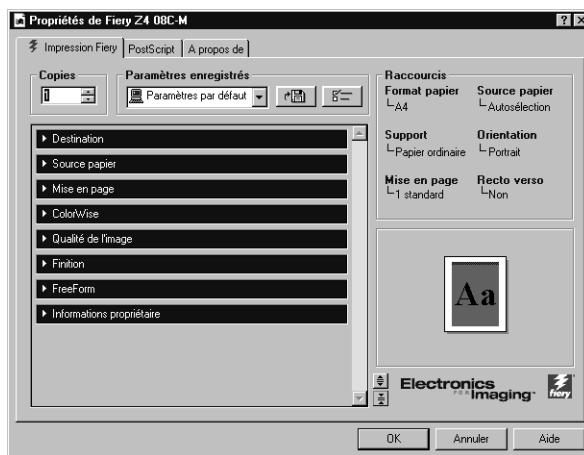 Propriétés de Fiery Z4 08C-M
Impression Fiery PostScript A propos de
Copies
1
Paramètres enregistrés
Paramètres par défaut
Destination
Source papier
Mise en page
ColorWise
Qualité de l'image
Finition
FreeForm
Informations propriétaire
Raccourcis
Format papier Source papier
A4 Autosélection
Support Orientation
Papier ordinaire Portrait
Mise en page Recto verso
1 standard Non
Aa
Electronics
FOR Imaging
fiery
OK Annuler Aide